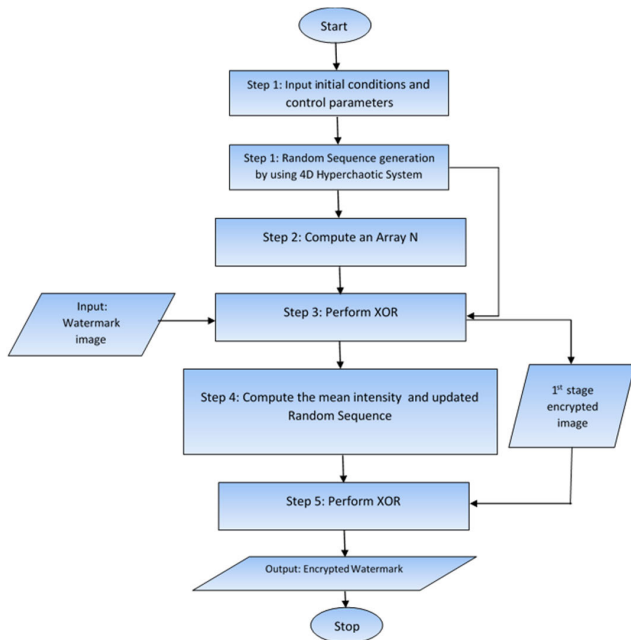 Start
Step 1: Input initial conditions and
control parameters
Step 1: Random Sequence generation
by using 4D Hyperchaotic System
Step 2: Compute an Array N
Input:
Watermark
image
Step 3: Perform XOR
Step 4: Compute the mean intensity and updated
Random Sequence
1st stage
encrypted
image
Step 5: Perform XOR
Output: Encrypted Watermark
Stop